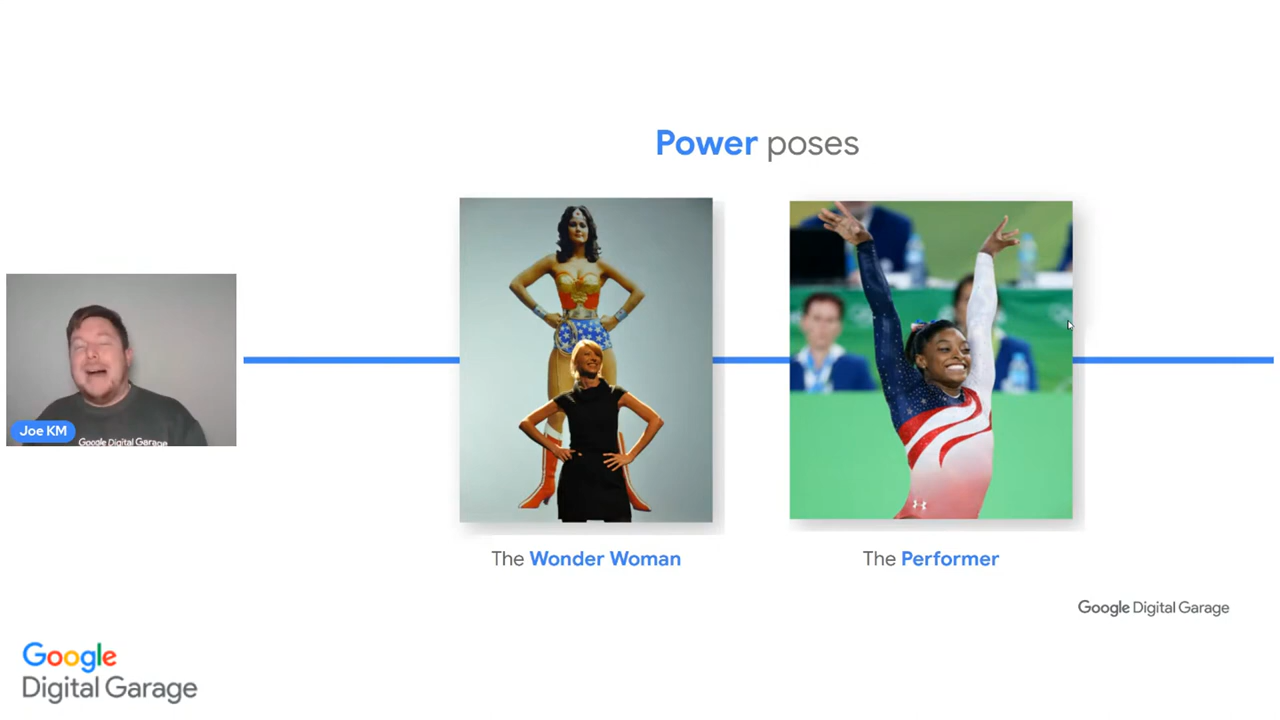 Power poses
Joe KM
Google Digital Garage
The Wonder Woman
The Performer
Google Digital Garage
Google
Digital Garage